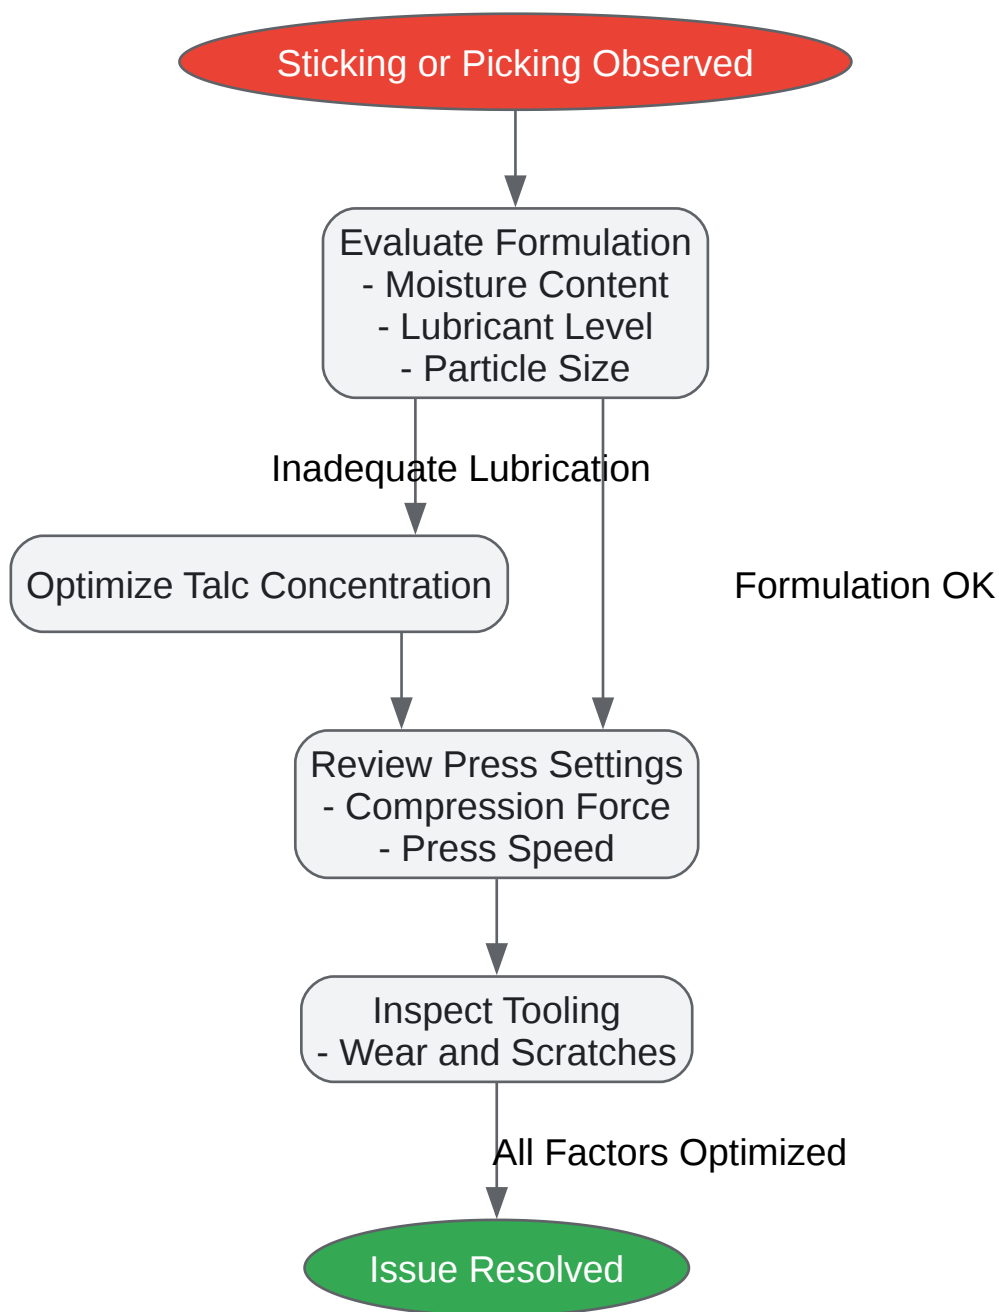 Sticking or Picking Observed
Evaluate Formulation
- Moisture Content
- Lubricant Level
- Particle Size
Inadequate Lubrication
Optimize Talc Concentration
Formulation OK
Review Press Settings
- Compression Force
- Press Speed
Inspect Tooling
- Wear and Scratches
All Factors Optimized
Issue Resolved